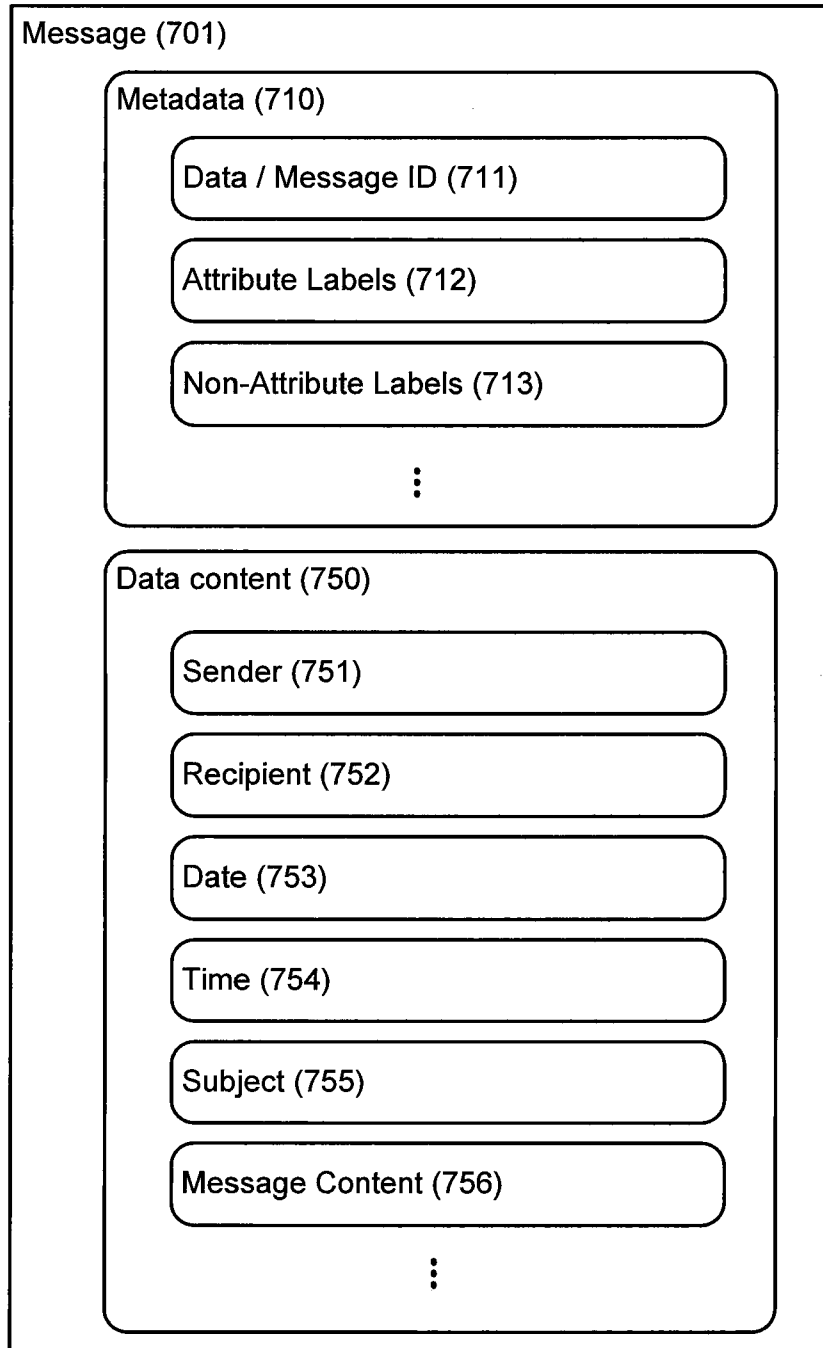 Message (701)
Metadata (710)
Data / Message ID (711)
Attribute Labels (712)
Non-Attribute Labels (713)
Data content (750)
Sender (751)
Recipient (752)
Date (753)
Time (754)
Subject (755)
Message Content (756)